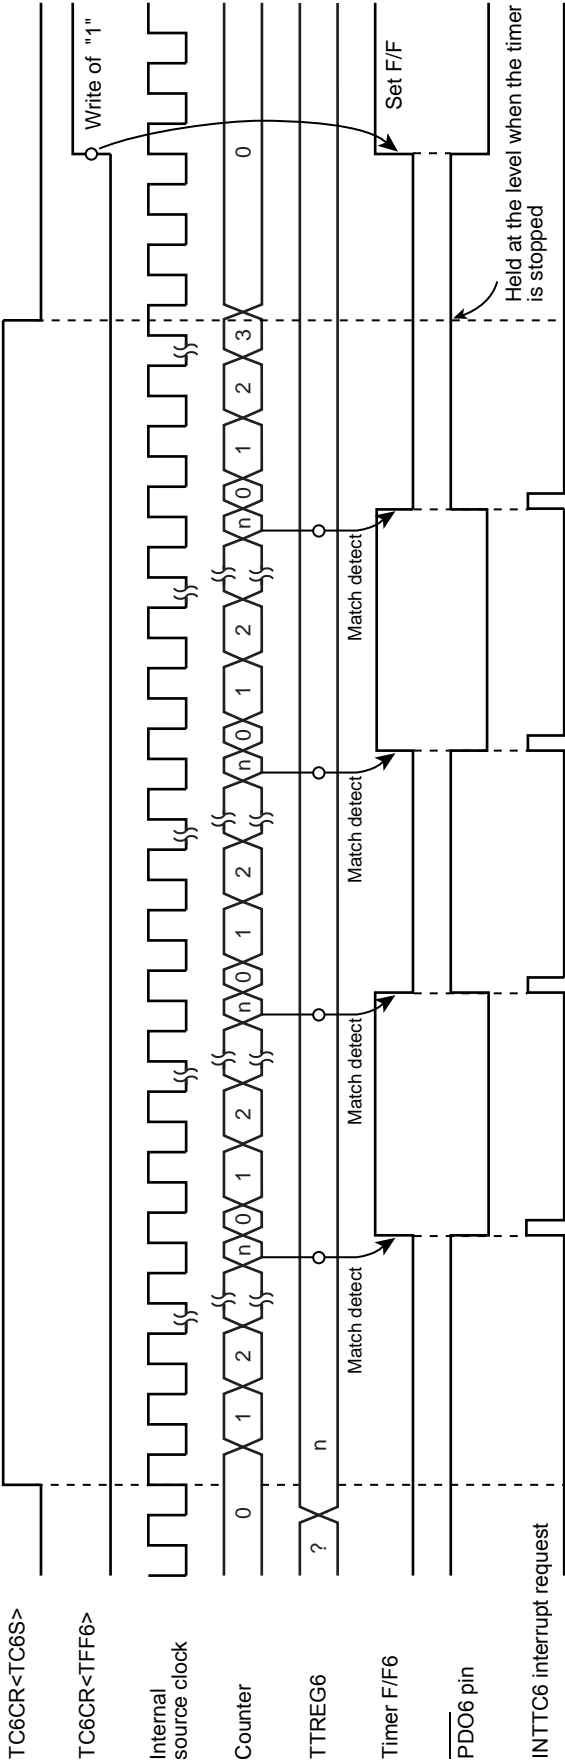 TC6CR<TC6S>
TC6CR<TFF6>
Write of "1"
Internal
source clock
Counter
0
1
2
n
0
1
2
n
0
1
2
n
0
1
2
n
0
1
2
3
0
TTREG6
?
n
Match detect
Match detect
Match detect
Match detect
Timer F/F6
Set F/F
PDO6 pin
Held at the level when the timer
is stopped
INTTC6 interrupt request